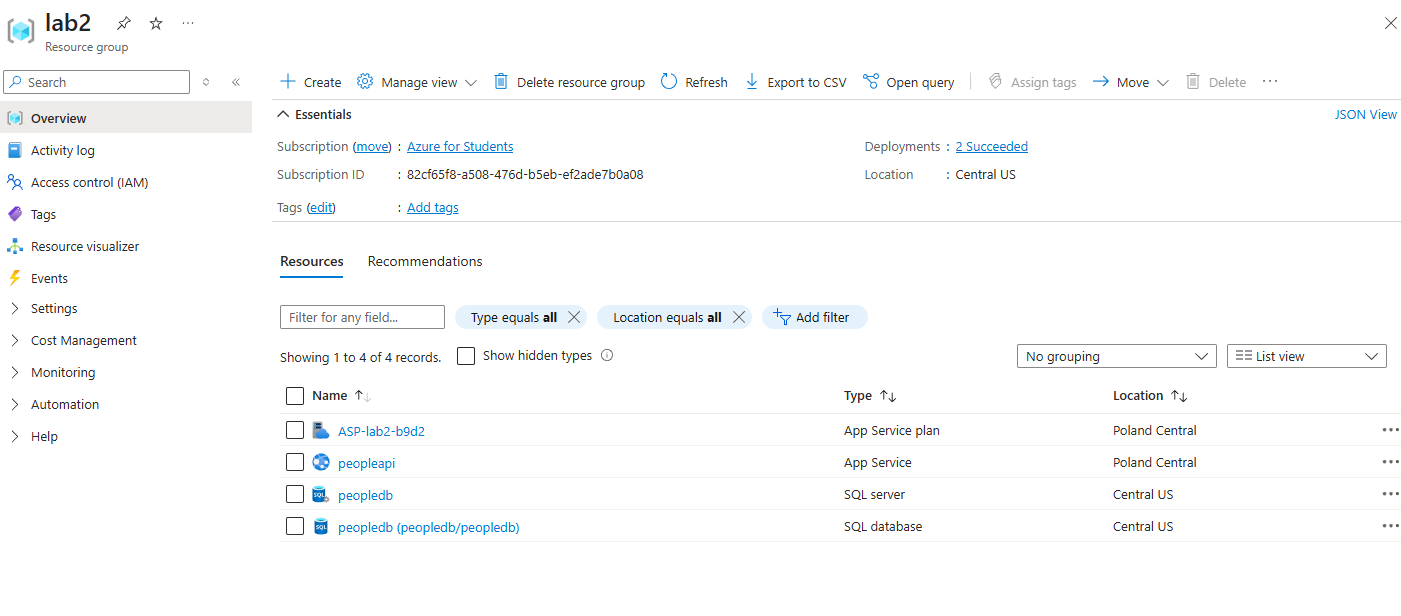 lab2
Resource group
Search
Overview
Activity log
Access control (IAM)
Tags
Resource visualizer
Events
Settings
Cost Management
Monitoring
Automation
Help
Create Manage view Delete resource group Refresh Export to CSV Open query Assign tags Move Delete
Essentials JSON View
Subscription (move) : Azure for Students Deployments : 2 Succeeded
Subscription ID : 82cf65f8-a508-476d-b5eb-ef2ade7b0a08 Location : Central US
Tags (edit) : Add tags
Resources Recommendations
Filter for any field... Type equals all Location equals all Add filter
Showing 1 to 4 of 4 records. Show hidden types No grouping List view
Name Type Location
ASP-lab2-b9d2 App Service plan Poland Central
peopleapi App Service Poland Central
peopledb SQL server Central US
peopledb (peopledb/peopledb) SQL database Central US